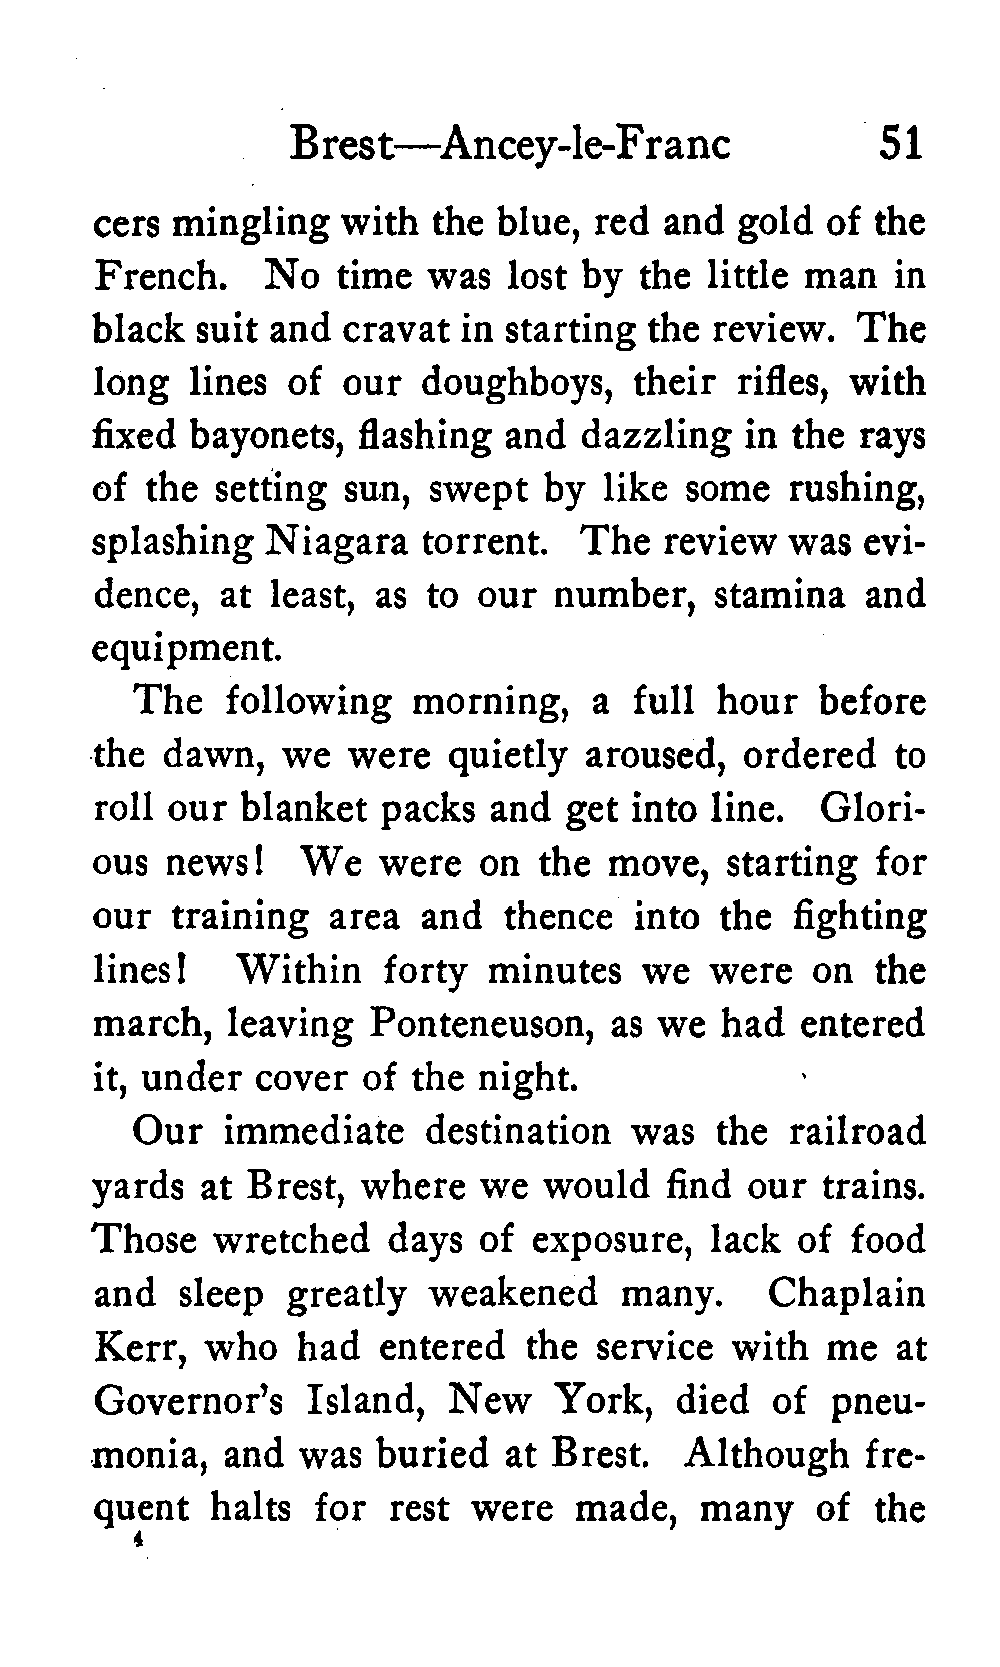 Brest—Ancey-le-Franc 51
cers mingling with the blue, red and gold of the
French. No time was lost by the little man in
black suit and cravat in starting the review. The
long lines of our doughboys, their rifles, with
fixed bayonets, flashing and dazzling in the rays
of the setting sun, swept by like some rushing,
splashing Niagara torrent. The review was evi-
dence, at least, as to our number, stamina and
equipment.
The following morning, a full hour before
the dawn, we were quietly aroused, ordered to
roll our blanket packs and get into line. Glori-
ous news! We were on the move, starting for
our training area and thence into the fighting
lines! Within forty minutes we were on the
march, leaving Ponteneuson, as we had entered
it, under cover of the night.
Our immediate destination was the railroad
yards at Brest, where we would find our trains.
Those wretched days of exposure, lack of food
and sleep greatly weakened many. Chaplain
Kerr, who had entered the service with me at
Governor's Island, New York, died of pneu-
monia, and was buried at Brest. Although fre-
quent halts for rest were made, many of the
4